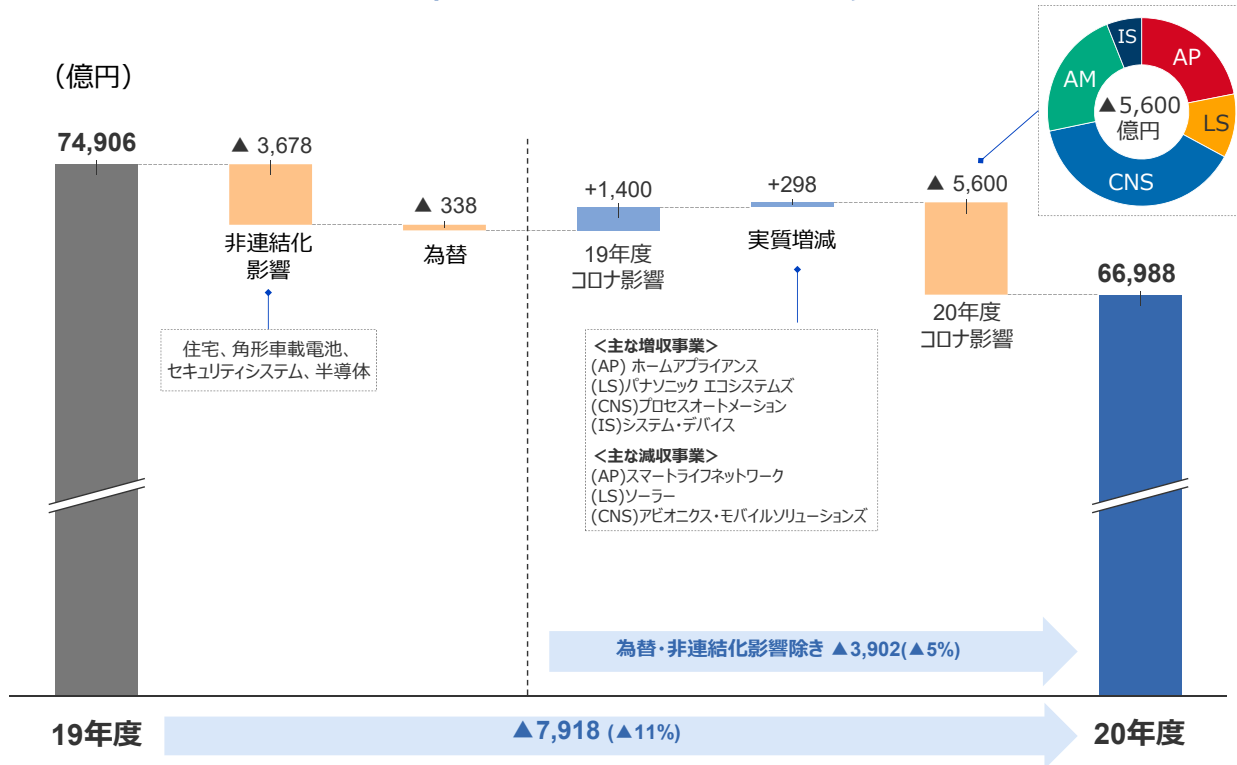 （億円）
74,906
▲ 3,678
非連結化
影響
住宅、角形車載電池、
セキュリティシステム、半導体
▲ 338
為替
+1,400
19年度
コロナ影響
+298
実質増減
＜主な増収事業＞
(AP) ホームアプライアンス
(LS)パナソニック エコシステムズ
(CNS)プロセスオートメーション
(IS)システム・デバイス
＜主な減収事業＞
(AP)スマートライフネットワーク
(LS)ソーラー
(CNS)アビオニクス・モバイルソリューションズ
▲ 5,600
20年度
コロナ影響
IS
AP
AM
LS
CNS
▲5,600
億円
66,988
為替・非連結化影響除き ▲3,902(▲5%)
19年度
▲7,918 (▲11%)
20年度